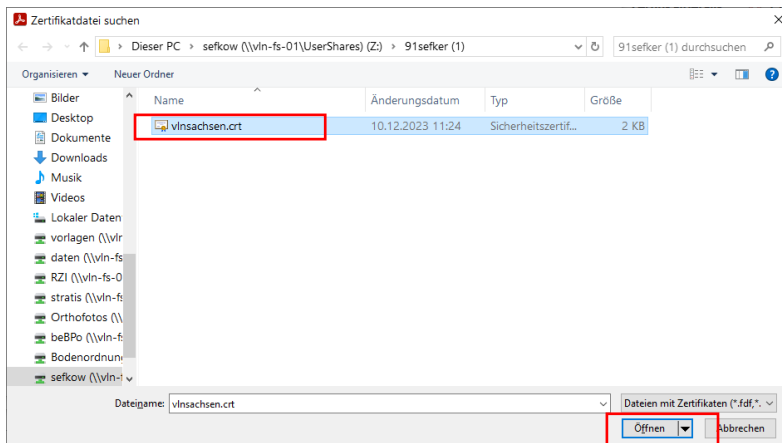 Zertifikatdatei suchen
Dieser PC > sefkow (\\vln-fs-01\UserShares) (Z:) > 91sefker (1)
91sefker (1) durchsuchen
Organisieren
Neuer Ordner
Name
Änderungsdatum
Typ
Größe
vlnsachsen.crt
10.12.2023 11:24
Sicherheitszertif...
2 KB
Bilder
Desktop
Dokumente
Downloads
Musik
Videos
Lokaler Daten
vorlagen (\\vln
daten (\\vln-fs
RZI (\\vln-fs-0
stratis (\\vln-fs
Orthofotos (\\
beBPo (\\vln-fs
Bodenordnun
sefkow (\\vln-f
Dateiname:
vlnsachsen.crt
Dateien mit Zertifikaten (*.fdf,*.
Öffnen
Abbrechen